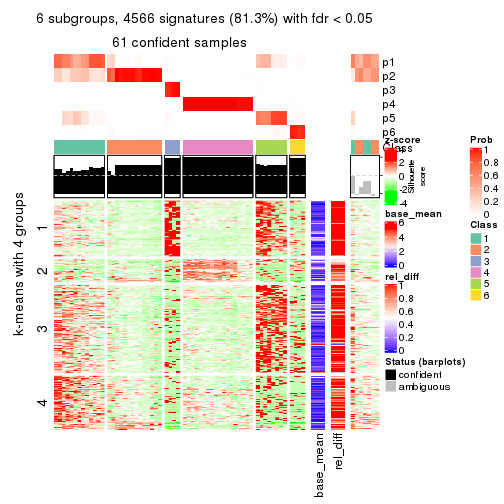 6 subgroups, 4566 signatures (81.3%) with fdr < 0.05
61 confident samples
p1
p2
p3
p4
p5
p6
Class
z-score
4
2
0
-2
-4
Silhouette
score
k-means with 4 groups
1
2
3
4
base_mean
rel_diff
base_mean
6
4
2
0
rel_diff
1
0.8
0.6
0.4
0.2
0
Status (barplots)
confident
ambiguous
Prob
1
0.8
0.6
0.4
0.2
0
Class
1
2
3
4
5
6